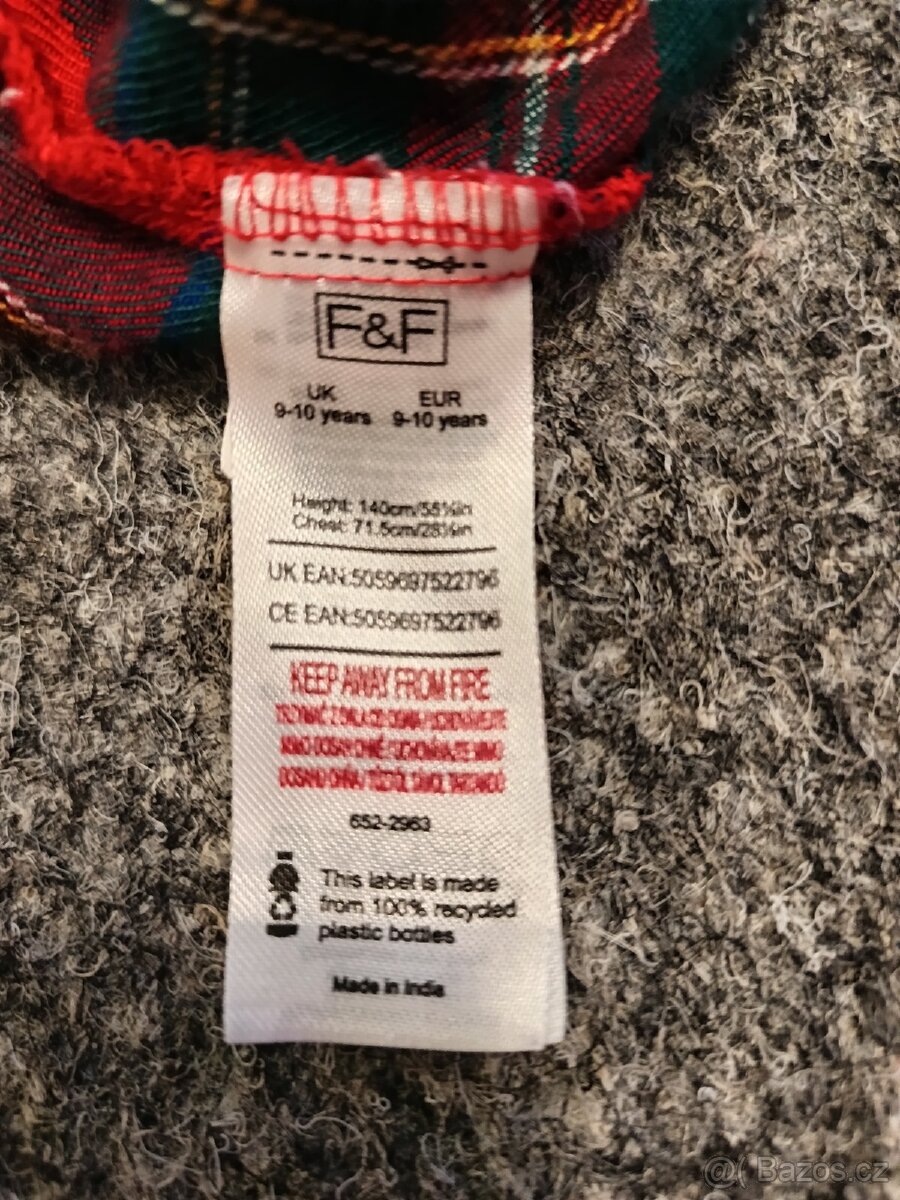 F&F
UK EUR
9-10 years 9-10 years
Height: 140cm/55⅛in
Chest: 71.5cm/28⅛in
UK EAN:5059697522796
CE EAN:5059697522796
KEEP AWAY FROM FIRE
652-2963
This label is made
from 100% recycled
plastic bottles
Made in India
Bazos.cz